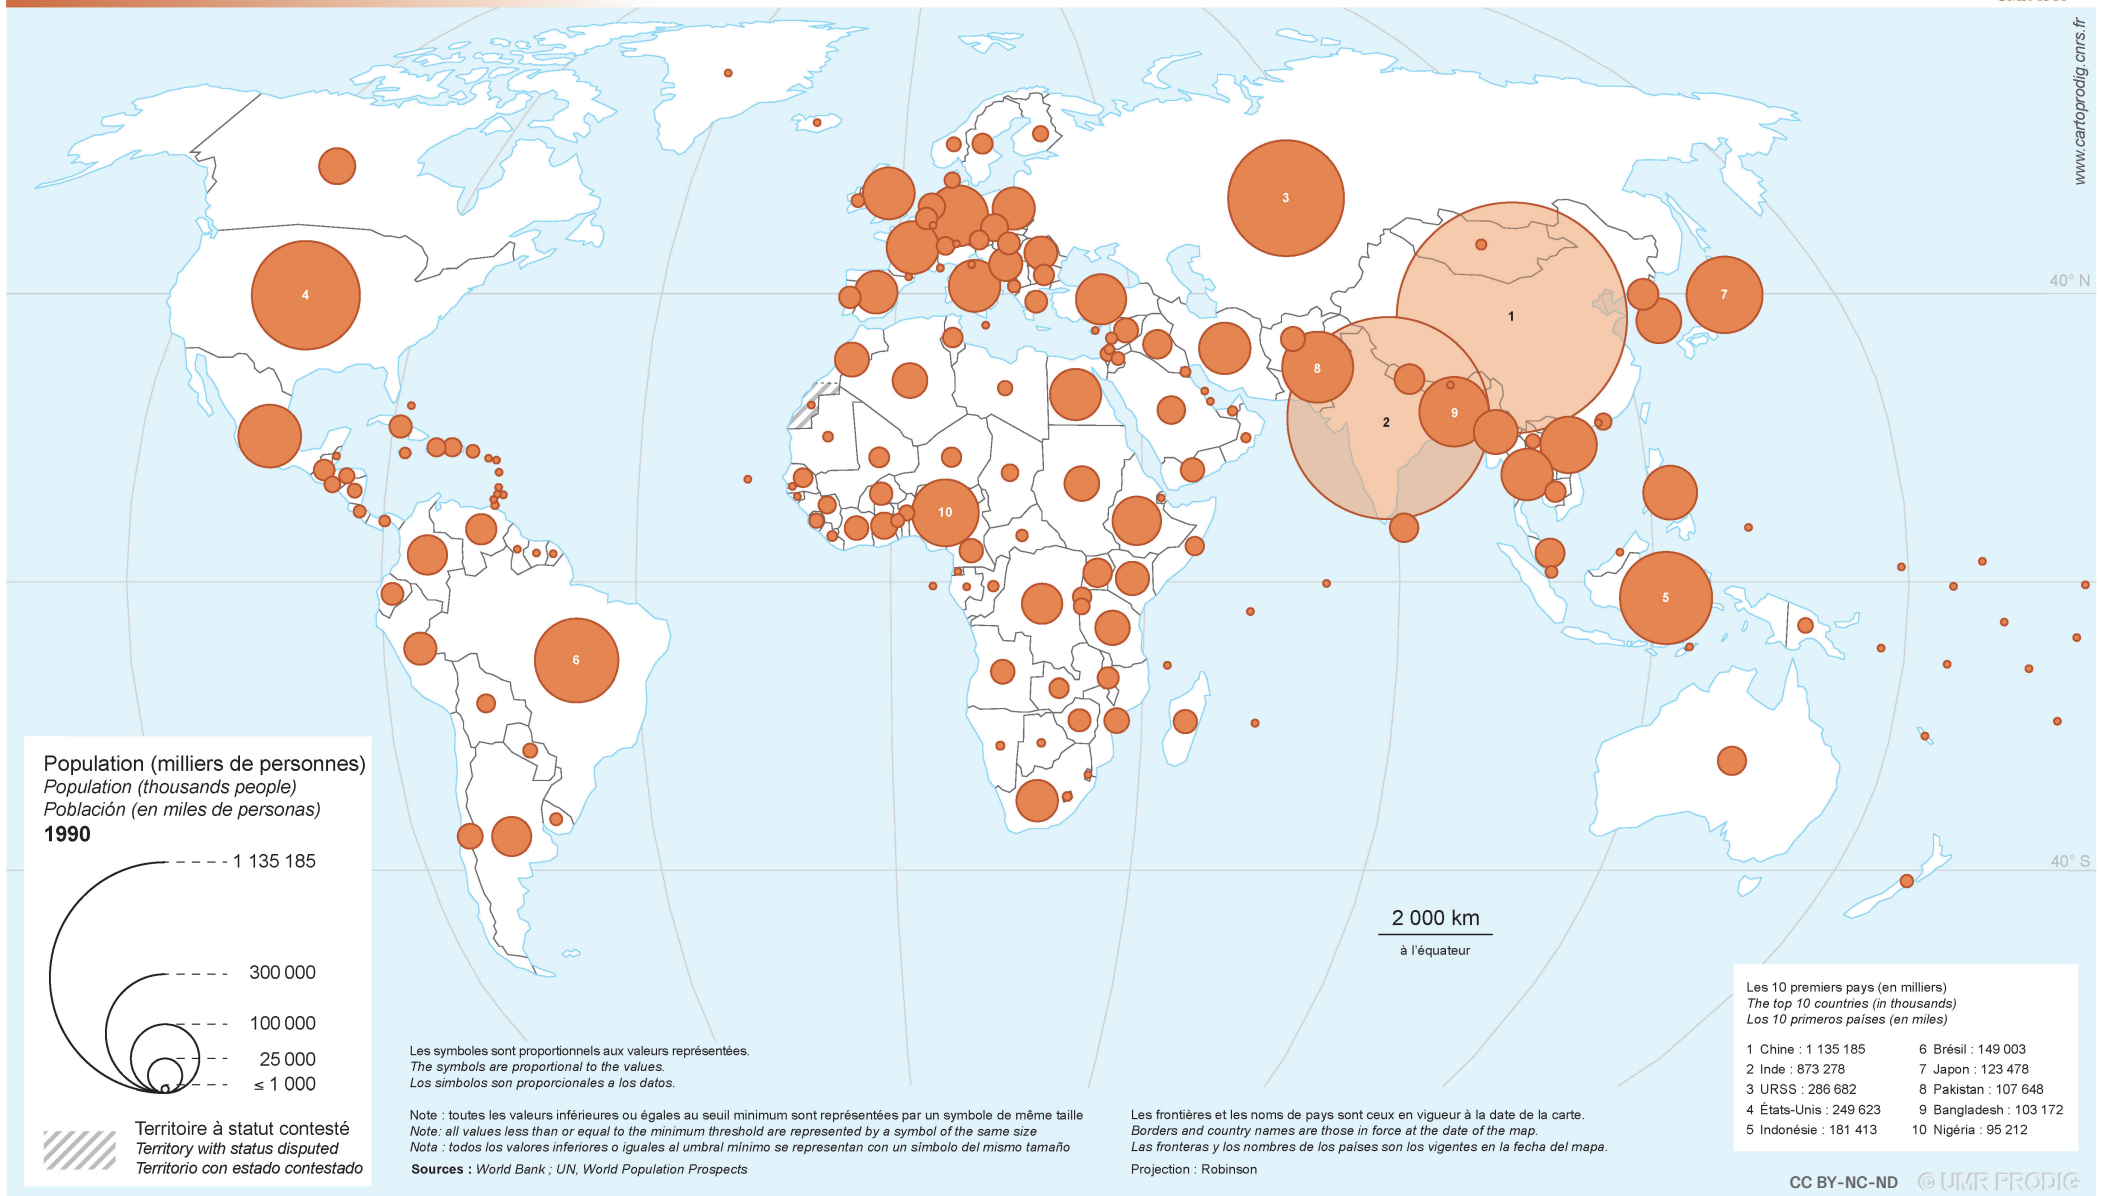 www.cartoprodig.cnrs.fr
40° N
40° S
1
2
3
4
5
6
7
8
9
10
Population (milliers de personnes)
Population (thousands people)
Población (en miles de personas)
1990
1 135 185
300 000
100 000
25 000
≤ 1 000
Territoire à statut contesté
Territory with status disputed
Territorio con estado contestado
Les symboles sont proportionnels aux valeurs représentées.
The symbols are proportional to the values.
Los simbolos son proporcionales a los datos.
Note : toutes les valeurs inférieures ou égales au seuil minimum sont représentées par un symbole de même taille
Note: all values less than or equal to the minimum threshold are represented by a symbol of the same size
Nota : todos los valores inferiores o iguales al umbral mínimo se representan con un símbolo del mismo tamaño
Sources : World Bank ; UN, World Population Prospects
Les frontières et les noms de pays sont ceux en vigueur à la date de la carte.
Borders and country names are those in force at the date of the map.
Las fronteras y los nombres de los países son los vigentes en la fecha del mapa.
Projection : Robinson
2 000 km
à l'équateur
Les 10 premiers pays (en milliers)
The top 10 countries (in thousands)
Los 10 primeros países (en miles)
1 Chine : 1 135 185
2 Inde : 873 278
3 URSS : 286 682
4 États-Unis : 249 623
5 Indonésie : 181 413
6 Brésil : 149 003
7 Japon : 123 478
8 Pakistan : 107 648
9 Bangladesh : 103 172
10 Nigéria : 95 212
CC BY-NC-ND
© UMR PRODIG